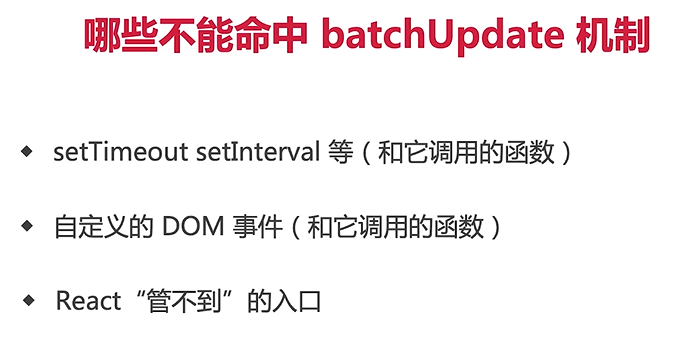 哪些不能命中 batchUpdate 机制
◆ setTimeout setInterval 等（和它调用的函数）
◆ 自定义的 DOM 事件（和它调用的函数）
◆ React“管不到”的入口